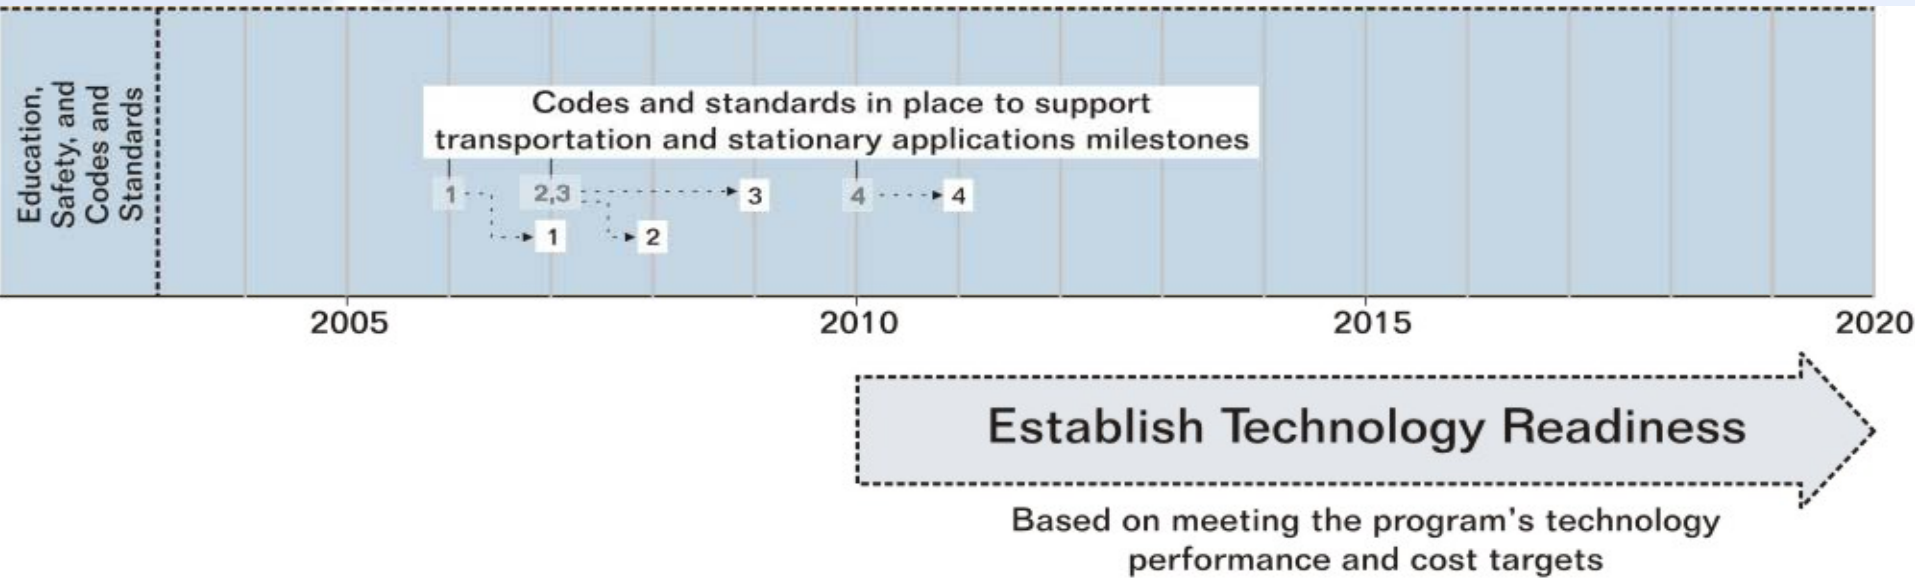 Education,
Safety, and
Codes and
Standards
Codes and standards in place to support
transportation and stationary applications milestones
1
2,3
3
4
4
1
2
2005
2010
2015
2020
Establish Technology Readiness
Based on meeting the program's technology
performance and cost targets